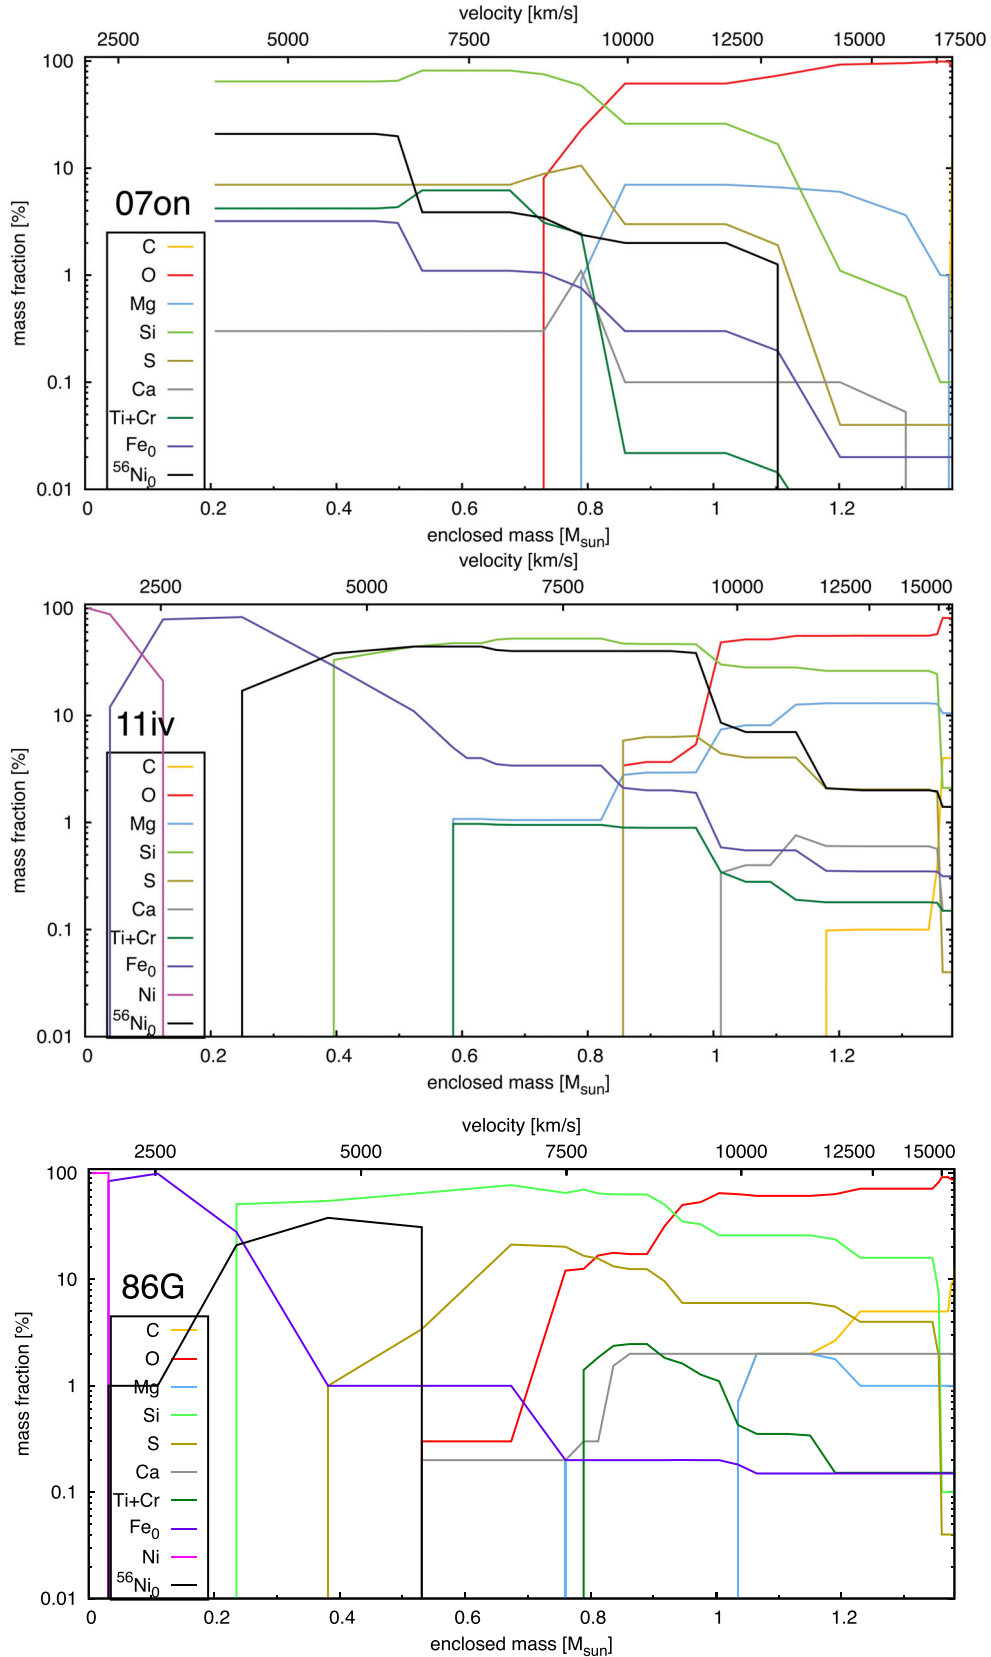 velocity [km/s]
2500 5000 7500 10000 12500 15000 17500
100
10
1
0.1
0.01
mass fraction [%]
07on
C
O
Mg
Si
S
Ca
Ti+Cr
Fe0
56Ni0
0 0.2 0.4 0.6 0.8 1 1.2
enclosed mass [Msun]
velocity [km/s]
2500 5000 7500 10000 12500 15000
100
10
1
0.1
0.01
mass fraction [%]
11iv
C
O
Mg
Si
S
Ca
Ti+Cr
Fe0
Ni
56Ni0
0 0.2 0.4 0.6 0.8 1 1.2
enclosed mass [Msun]
velocity [km/s]
2500 5000 7500 10000 12500 15000
100
10
1
0.1
0.01
mass fraction [%]
86G
C
O
Mg
Si
S
Ca
Ti+Cr
Fe0
Ni
56Ni0
0 0.2 0.4 0.6 0.8 1 1.2
enclosed mass [Msun]